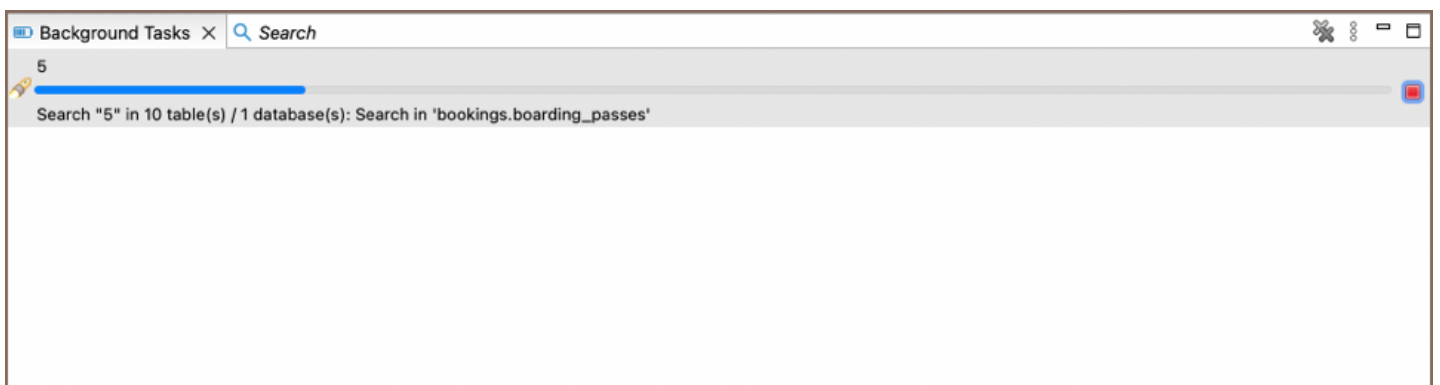 Background Tasks Search
5
Search "5" in 10 table(s) / 1 database(s): Search in 'bookings.boarding_passes'